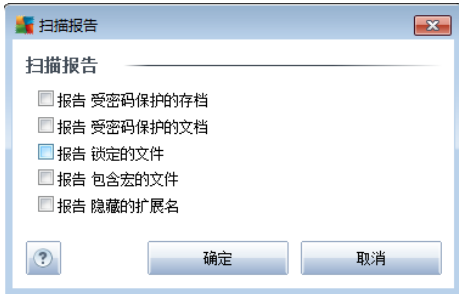 扫描报告
扫描报告
报告 受密码保护的存档
报告 受密码保护的文档
报告 锁定的文件
报告 包含宏的文件
报告 隐藏的扩展名
? 确定 取消